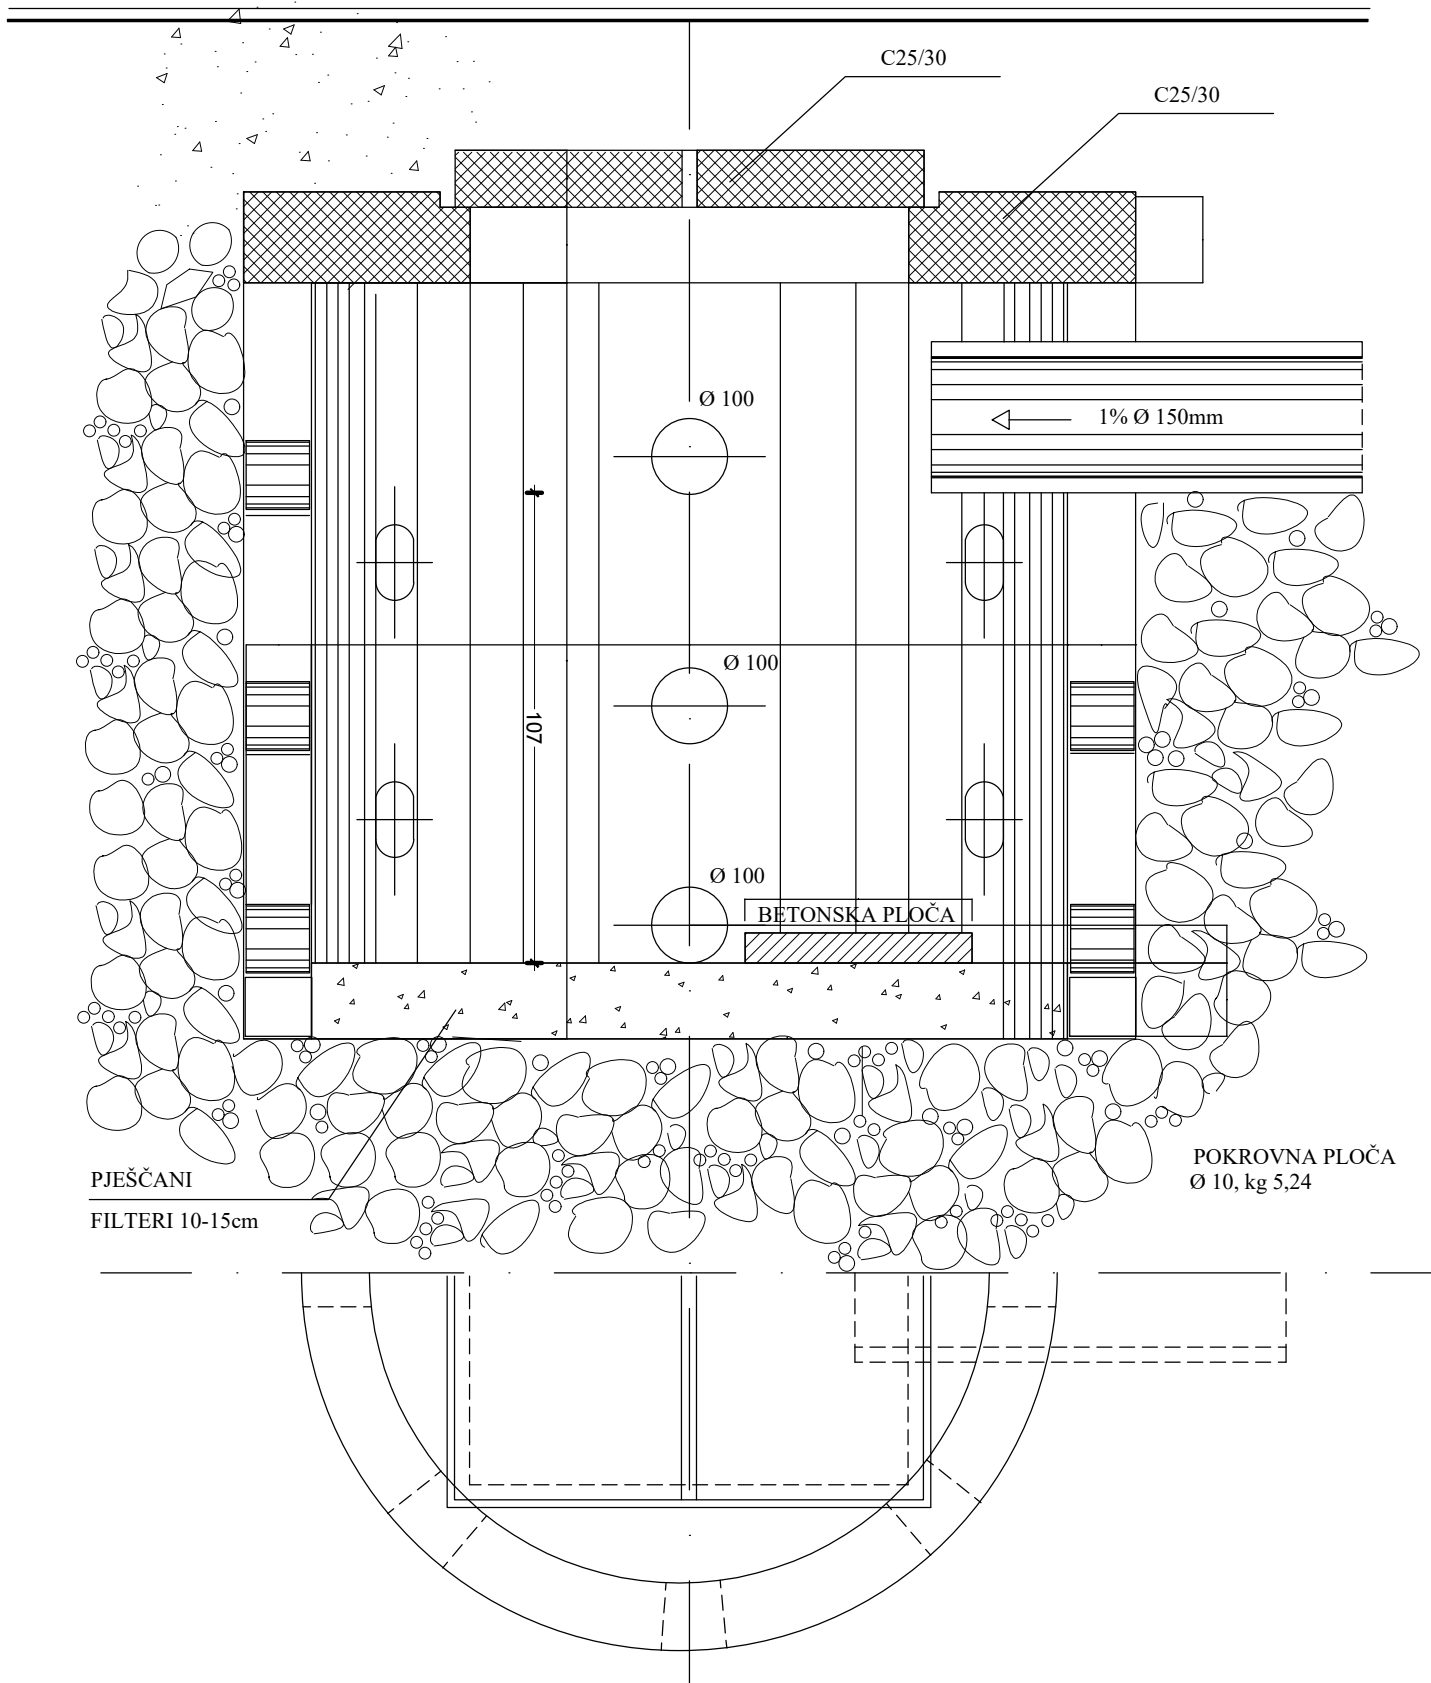 C25/30
C25/30
Ø 100
1% Ø 150mm
Ø 100
107
Ø 100
BETONSKA PLOČA
POKROVNA PLOČA
Ø 10, kg 5,24
PJEŠČANI
FILTERI 10-15cm